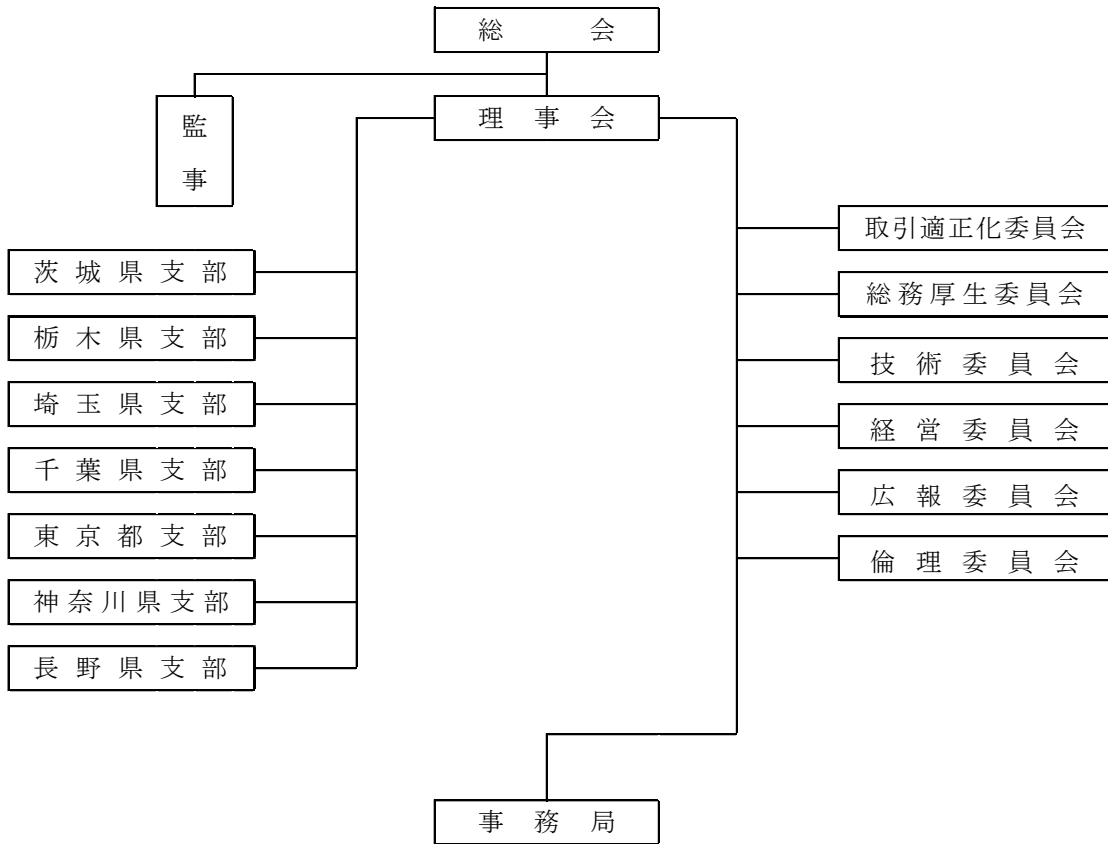 総会
理事会
監事
茨城県支部
栃木県支部
埼玉県支部
千葉県支部
東京都支部
神奈川県支部
長野県支部
取引適正化委員会
総務厚生委員会
技術委員会
経営委員会
広報委員会
倫理委員会
事務局